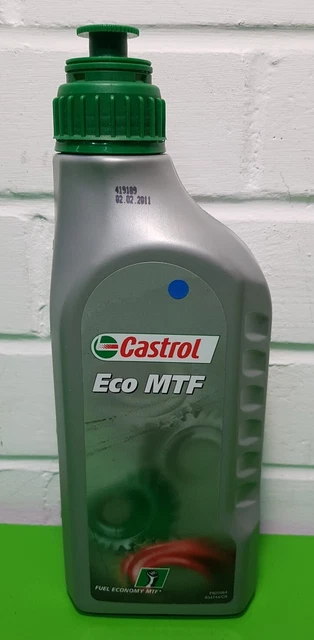 419109
02.02.2011
Castrol
Eco MTF
FUEL ECONOMY MTF*